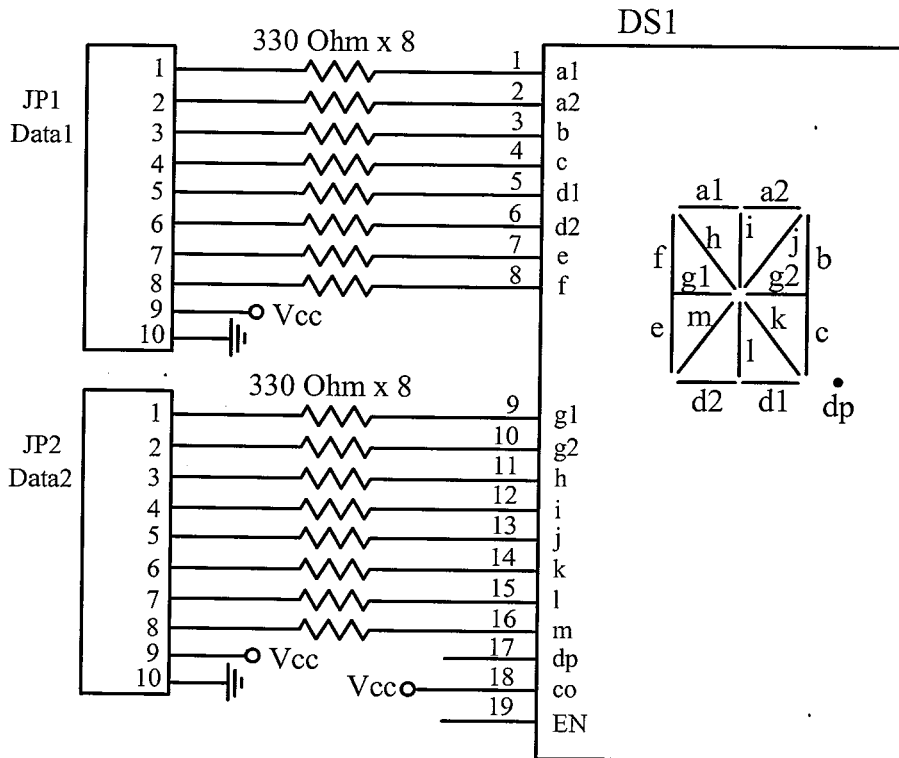 DS1
330 Ohm x 8
JP1
Data1
1 1 a1
2 2 a2
3 3 b
4 4 c
5 5 d1
6 6 d2
7 7 e
8 8 f
9 Vcc
10
330 Ohm x 8
JP2
Data2
1 9 g1
2 10 g2
3 11 h
4 12 i
5 13 j
6 14 k
7 15 l
8 16 m
9 Vcc 17 dp
10 Vcc 18 co
19 EN
a1 a2
f h i j b
g1 g2
e m l k c
d2 d1 dp